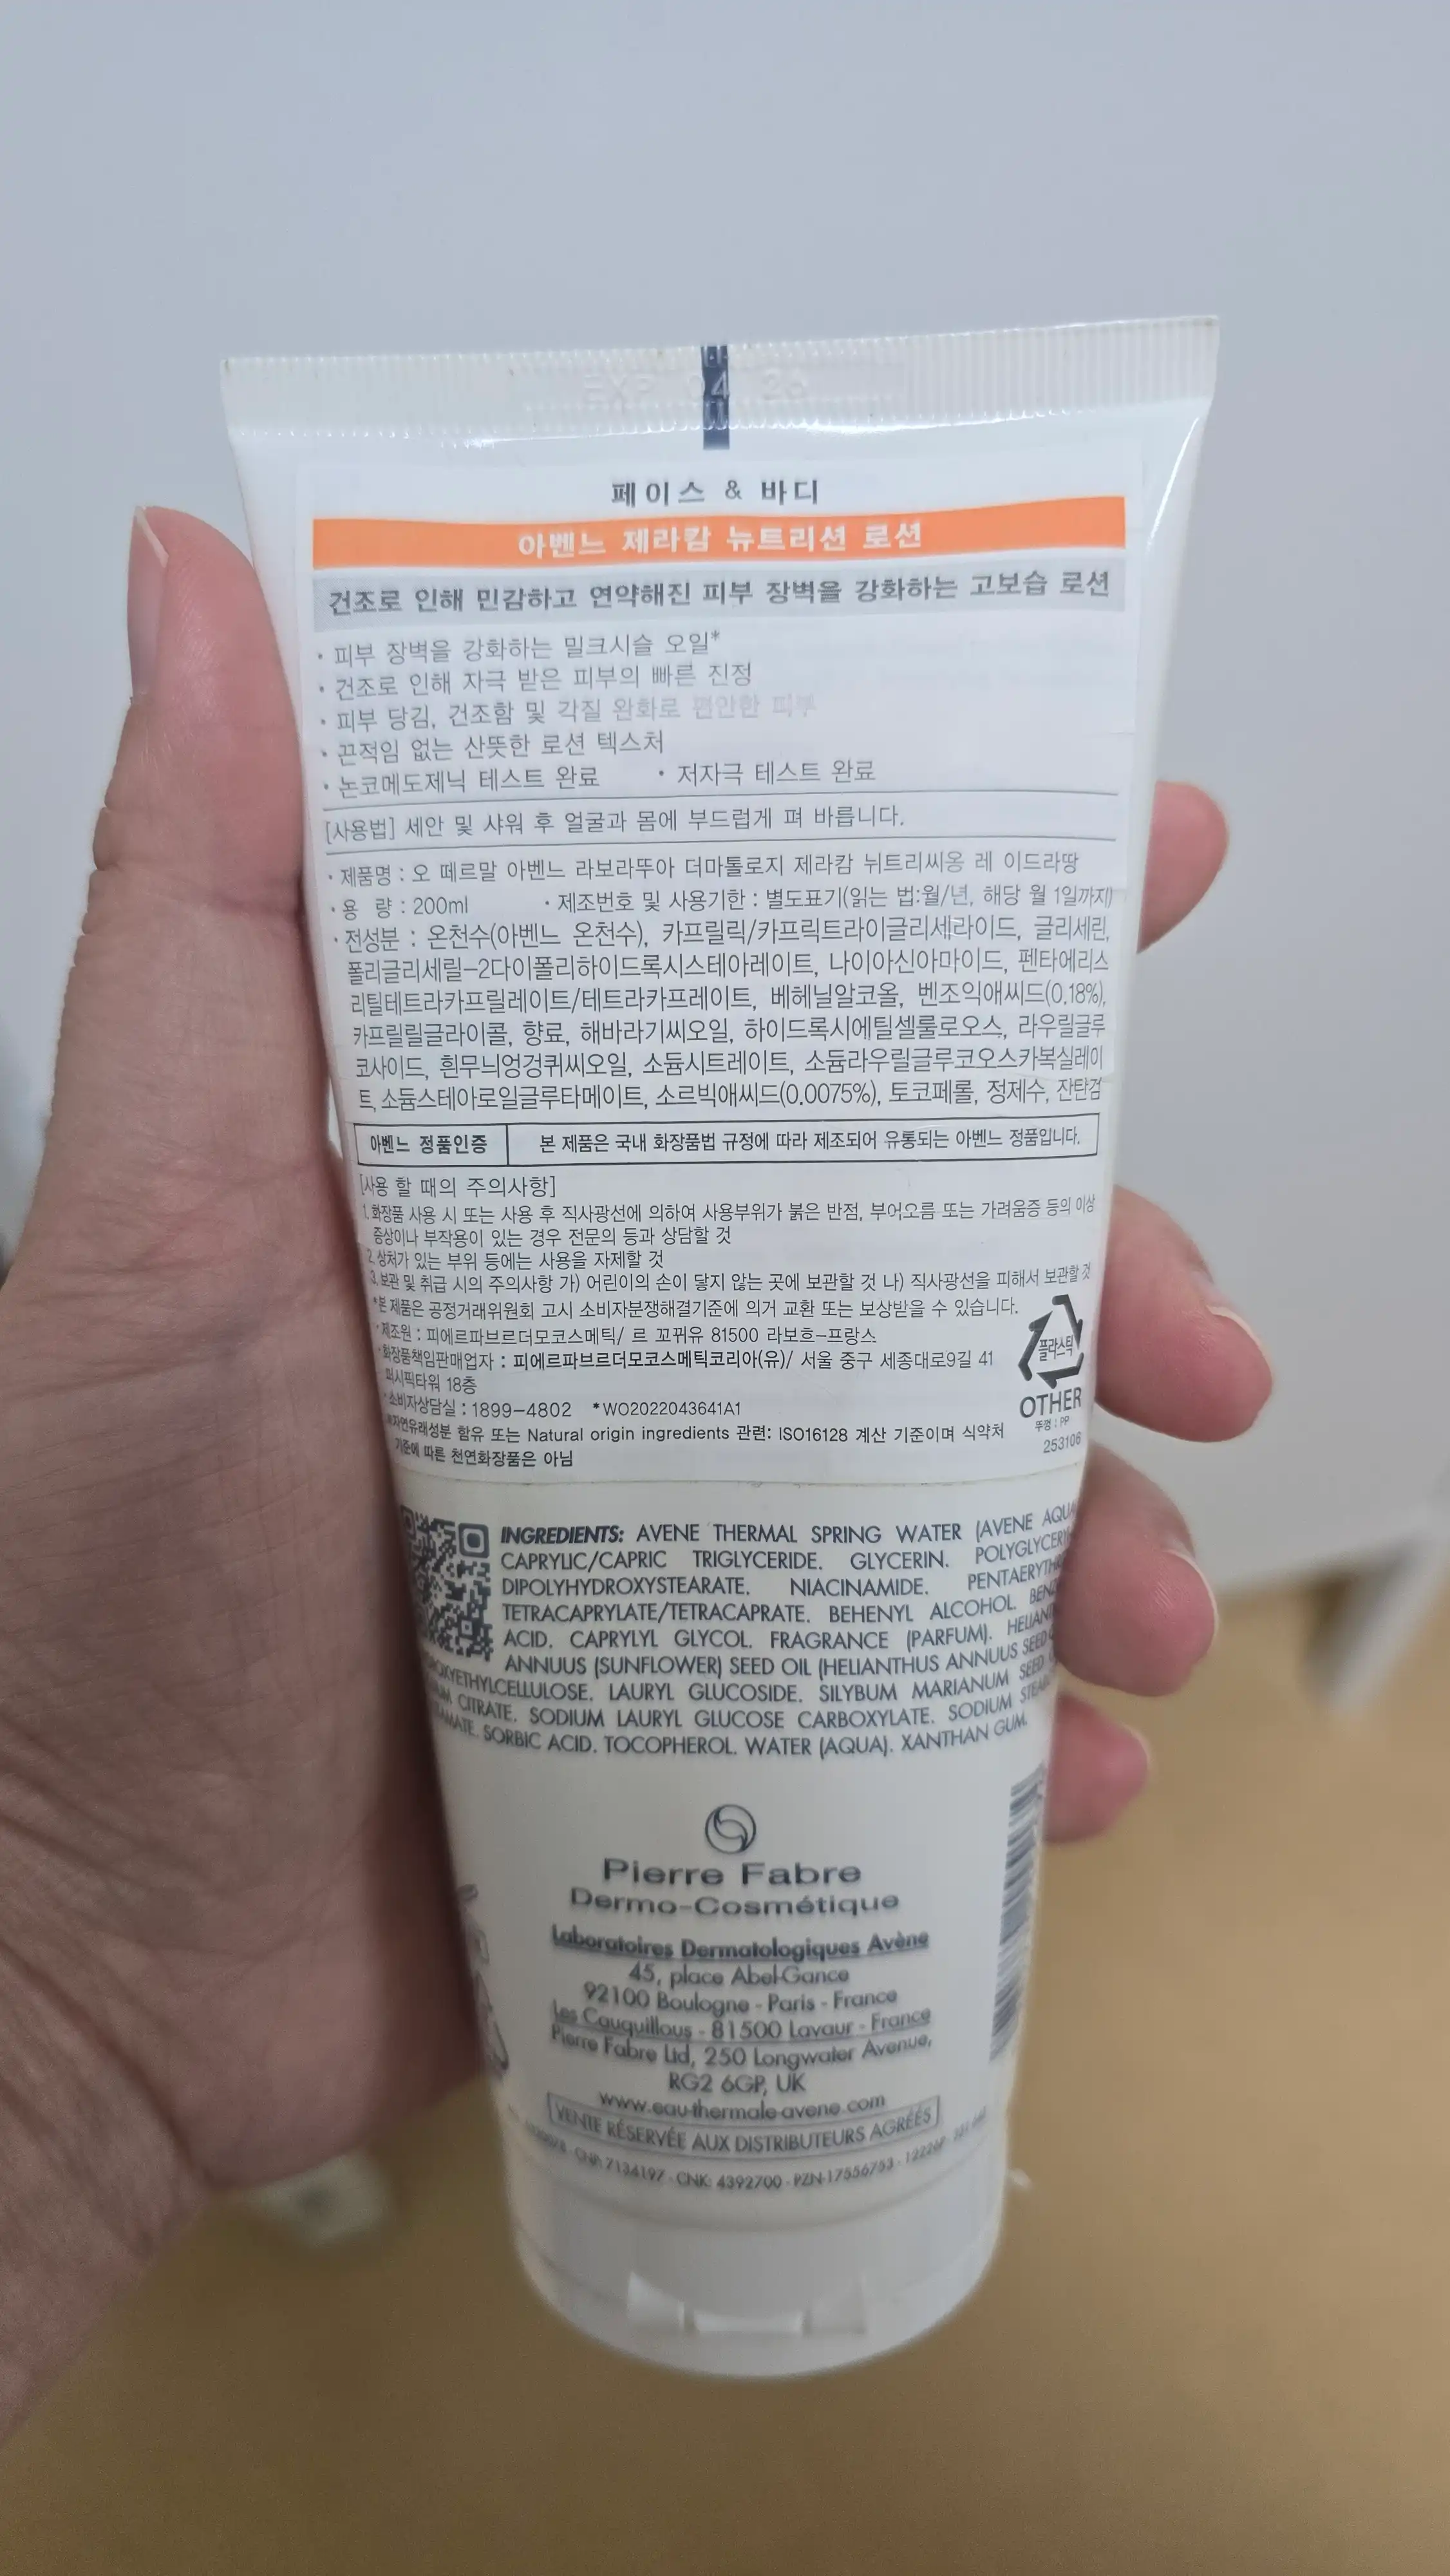 EXP 04 26
페이스 & 바디
아벤느 제라캄 뉴트리션 로션
건조로 인해 민감하고 연약해진 피부 장벽을 강화하는 고보습 로션
· 피부 장벽을 강화하는 밀크시슬 오일*
· 건조로 인해 자극 받은 피부의 빠른 진정
· 피부 당김, 건조함 및 각질 완화로 편안한 피부
· 끈적임 없는 산뜻한 로션 텍스처
· 논코메도제닉 테스트 완료 · 저자극 테스트 완료
[사용법] 세안 및 샤워 후 얼굴과 몸에 부드럽게 펴 바릅니다.
· 제품명 : 오 떼르말 아벤느 라보라뚜아 더마톨로지 제라캄 뉘트리씨옹 레 이드라땅
· 용 량 : 200ml · 제조번호 및 사용기한 : 별도표기(읽는 법:월/년, 해당 월 1일까지)
· 전성분 : 온천수(아벤느 온천수), 카프릴릭/카프릭트라이글리세라이드, 글리세린,
폴리글리세릴-2다이폴리하이드록시스테아레이트, 나이아신아마이드, 펜타에리스
리틸테트라카프릴레이트/테트라카프레이트, 베헤닐알코올, 벤조익애씨드(0.18%),
카프릴릴글라이콜, 향료, 해바라기씨오일, 하이드록시에틸셀룰로오스, 라우릴글루
코사이드, 흰무늬엉겅퀴씨오일, 소듐시트레이트, 소듐라우릴글루코오스카복실레이
트, 소듐스테아로일글루타메이트, 소르빅애씨드(0.0075%), 토코페롤, 정제수, 잔탄검
아벤느 정품인증 본 제품은 국내 화장품법 규정에 따라 제조되어 유통되는 아벤느 정품입니다.
[사용 할 때의 주의사항]
1. 화장품 사용 시 또는 사용 후 직사광선에 의하여 사용부위가 붉은 반점, 부어오름 또는 가려움증 등의 이상
증상이나 부작용이 있는 경우 전문의 등과 상담할 것
2. 상처가 있는 부위 등에는 사용을 자제할 것
3. 보관 및 취급 시의 주의사항 가) 어린이의 손이 닿지 않는 곳에 보관할 것 나) 직사광선을 피해서 보관할 것
*본 제품은 공정거래위원회 고시 소비자분쟁해결기준에 의거 교환 또는 보상받을 수 있습니다.
· 제조원 : 피에르파브르더모코스메틱/ 르 꼬뀌유 81500 라보흐-프랑스
· 화장품책임판매업자 : 피에르파브르더모코스메틱코리아(유)/ 서울 중구 세종대로9길 41
퍼시픽타워 18층
· 소비자상담실 : 1899-4802 *WO2022043641A1
※자연유래성분 함유 또는 Natural origin ingredients 관련: ISO16128 계산 기준이며 식약처
기준에 따른 천연화장품은 아님
플라스틱
OTHER
뚜껑 : PP
253106
INGREDIENTS: AVENE THERMAL SPRING WATER (AVENE AQUA
CAPRYLIC/CAPRIC TRIGLYCERIDE. GLYCERIN.
DIPOLYHYDROXYSTEARATE. NIACINAMIDE.
TETRACAPRYLATE/TETRACAPRATE. BEHENYL ALCOHOL.
ACID. CAPRYLYL GLYCOL. FRAGRANCE (PARFUM).
ANNUUS (SUNFLOWER) SEED OIL (HELIANTHUS ANNUUS SEED
LAURYL GLUCOSIDE. SILYBUM MARIANUM SEED
CITRATE. SODIUM LAURYL GLUCOSE CARBOXYLATE. SODIUM
SORBIC ACID. TOCOPHEROL. WATER (AQUA). XANTHAN GUM.
Pierre Fabre
Dermo-Cosmétique
Laboratoires Dermatologiques Avène
45, place Abel-Gance
92100 Boulogne - Paris - France
Les Cauquillous - 81500 Lavaur - France
Pierre Fabre Ltd, 250 Longwater Avenue,
RG2 6GP, UK
www.eau-thermale-avene.com
VENTE RÉSERVÉE AUX DISTRIBUTEURS AGRÉÉS
7134197 - CNK: 4392700 - PZN-17556753 -